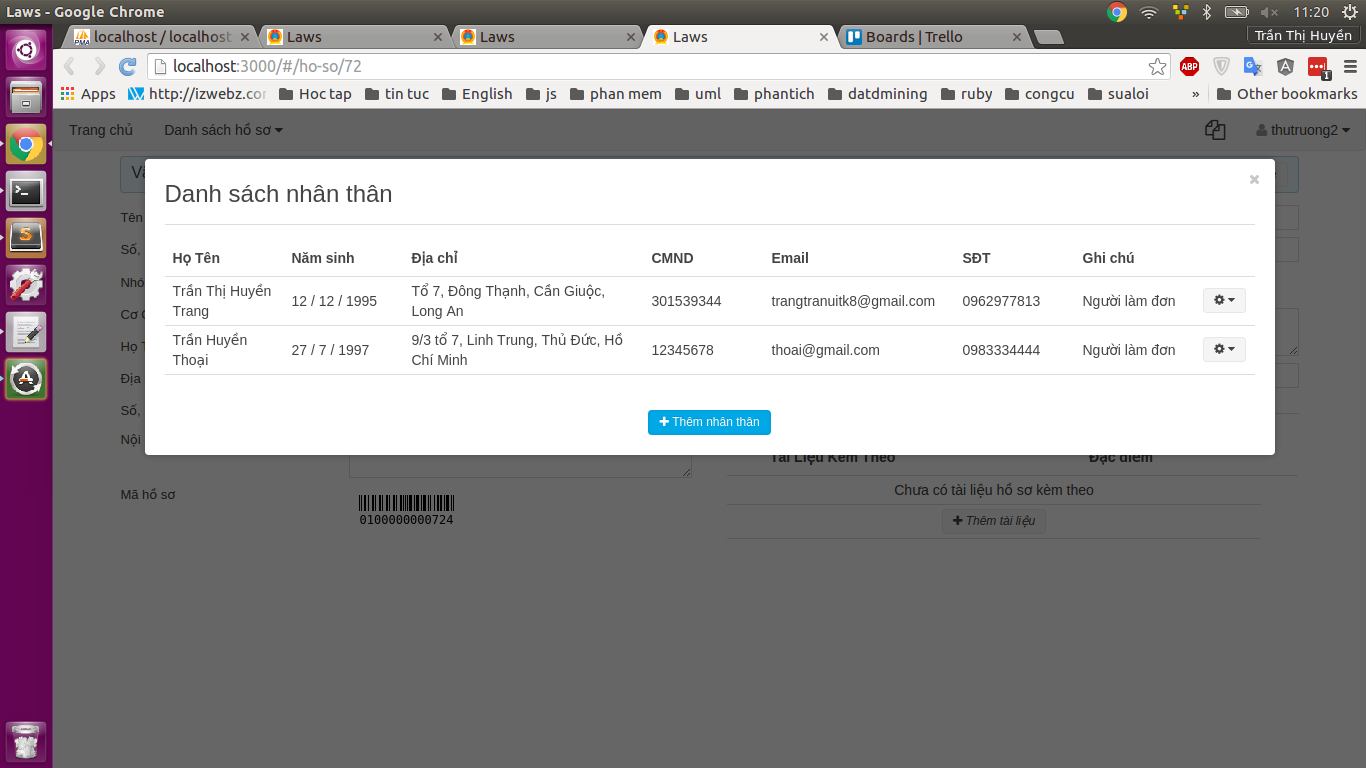 Laws - Google Chrome
11:20
localhost / localhost
Laws
Laws
Laws
Boards | Trello
Trần Thị Huyền
localhost:3000/#/ho-so/72
ABP
1
Apps
http://izwebz.co
Hoc tap
tin tuc
English
js
phan mem
uml
phantich
datdmining
ruby
congcu
sualoi
»
Other bookmarks
Trang chủ
Danh sách hồ sơ
thutruong2
Danh sách nhân thân
×
Họ Tên
Năm sinh
Địa chỉ
CMND
Email
SĐT
Ghi chú
Trần Thị Huyền
Trang
12 / 12 / 1995
Tổ 7, Đông Thạnh, Cần Giuộc,
Long An
301539344
trangtranuitk8@gmail.com
0962977813
Người làm đơn
Trần Huyền
Thoại
27 / 7 / 1997
9/3 tổ 7, Linh Trung, Thủ Đức, Hồ
Chí Minh
12345678
thoai@gmail.com
0983334444
Người làm đơn
Thêm nhân thân
Tên
Số,
Địa
Số,
Nội
Tài Liệu Kèm Theo
Đặc điểm
Mã hồ sơ
0100000000724
Chưa có tài liệu hồ sơ kèm theo
Thêm tài liệu